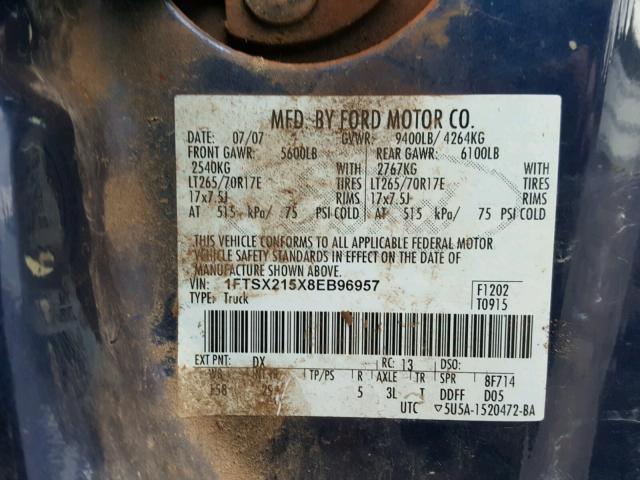 MFD. BY FORD MOTOR CO.
DATE: 07/07 GVWR: 9400LB/ 4264KG
FRONT GAWR: 5600LB REAR GAWR: 6100LB
2540KG WITH 2767KG WITH
LT265/70R17E TIRES LT265/70R17E TIRES
17x7.5J RIMS 17x7.5J RIMS
AT 515 kPa/ 75 PSI COLD AT 515 kPa/ 75 PSI COLD
THIS VEHICLE CONFORMS TO ALL APPLICABLE FEDERAL MOTOR
VEHICLE SAFETY STANDARDS IN EFFECT ON THE DATE OF
MANUFACTURE SHOWN ABOVE.
VIN: 1FTSX215X8EB96957 F1202
TYPE: Truck T0915
EXT PNT: DX RC: 13 DSO:
WB TP/PS R AXLE TR SPR 8F714
158 5 3L T DDFF D05
UTC ▽5U5A-1520472-BA